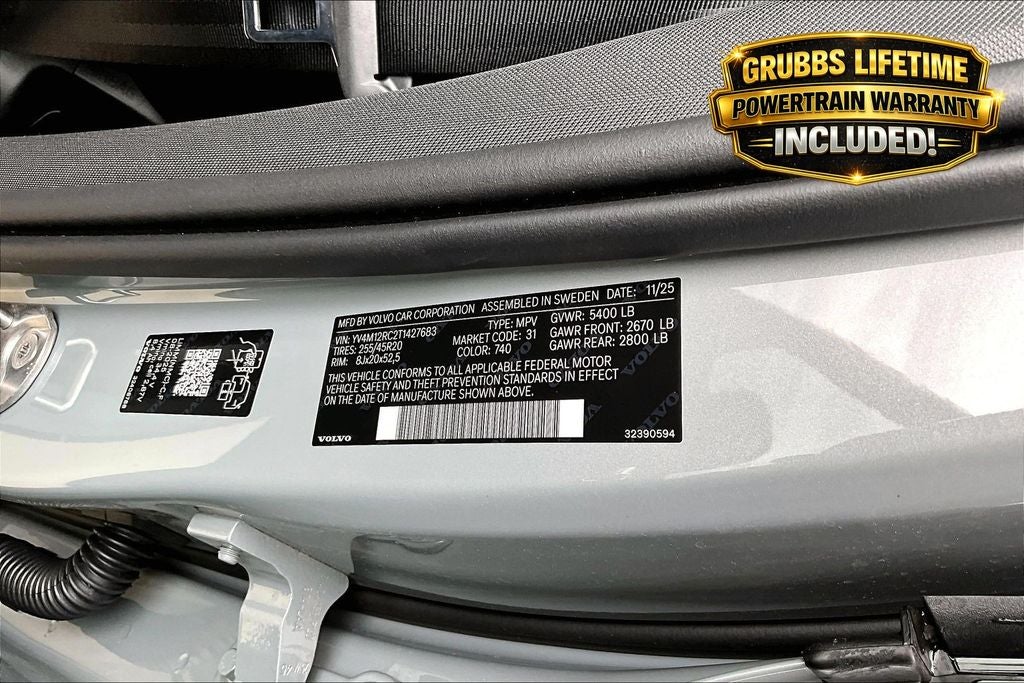 GRUBBS LIFETIME
POWERTRAIN WARRANTY
INCLUDED!
MFD BY VOLVO CAR CORPORATION ASSEMBLED IN SWEDEN DATE: 11/25
VIN: YV4M12RC2T1427683 TYPE: MPV GVWR: 5400 LB
TIRES: 255/45R20 MARKET CODE: 31 GAWR FRONT: 2670 LB
RIM: 8Jx20x52,5 COLOR: 740 GAWR REAR: 2800 LB
THIS VEHICLE CONFORMS TO ALL APPLICABLE FEDERAL MOTOR
VEHICLE SAFETY AND THEFT PREVENTION STANDARDS IN EFFECT
ON THE DATE OF MANUFACTURE SHOWN ABOVE.
VOLVO 32390594